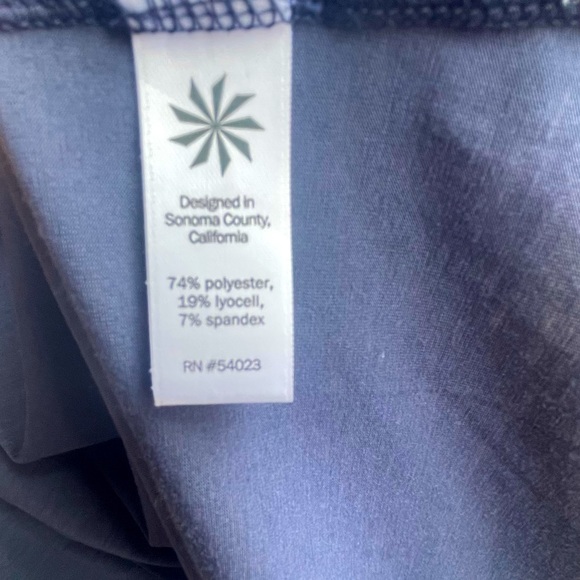 Designed in
Sonoma County,
California
74% polyester,
19% lyocell,
7% spandex
RN #54023